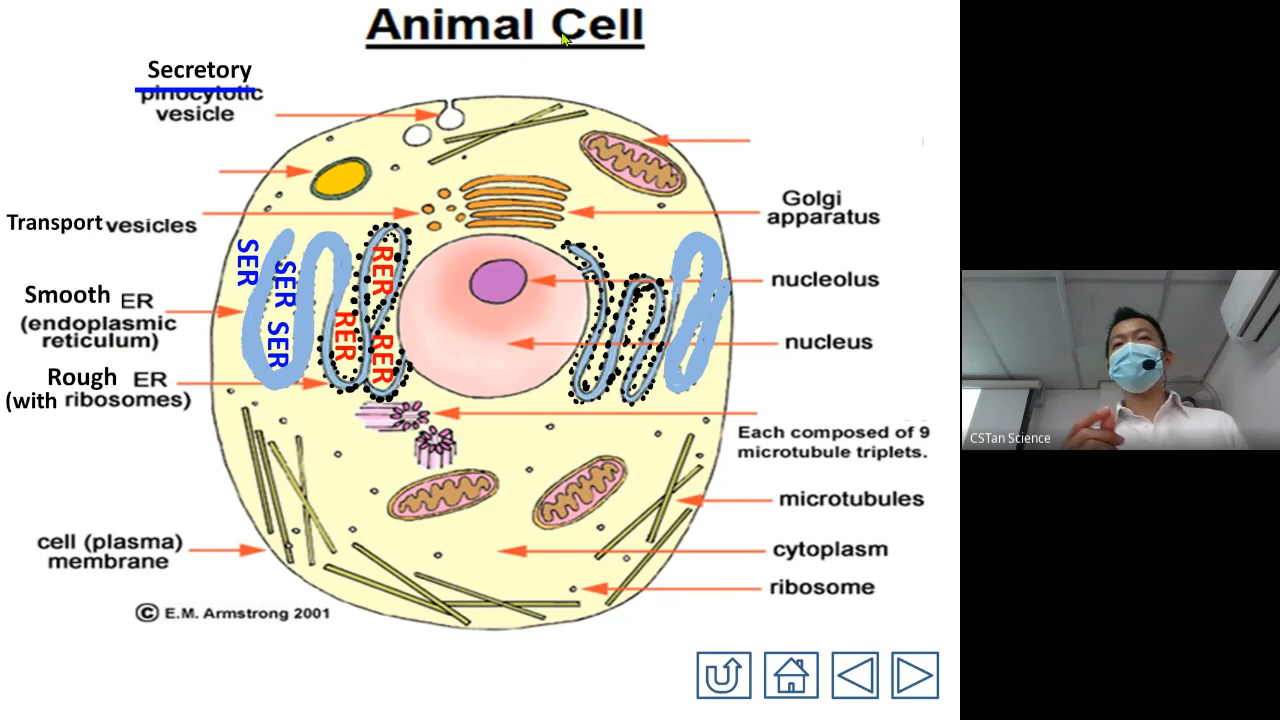 Animal Cell
Secretory
pinocytotic
vesicle
Transport vesicles
Golgi
apparatus
SER
SER
SER
RER
RER
RER
nucleolus
Smooth ER
(endoplasmic
reticulum)
nucleus
Rough ER
(with ribosomes)
Each composed of 9
microtubule triplets.
CSTan Science
microtubules
cell (plasma)
membrane
cytoplasm
ribosome
© E.M. Armstrong 2001